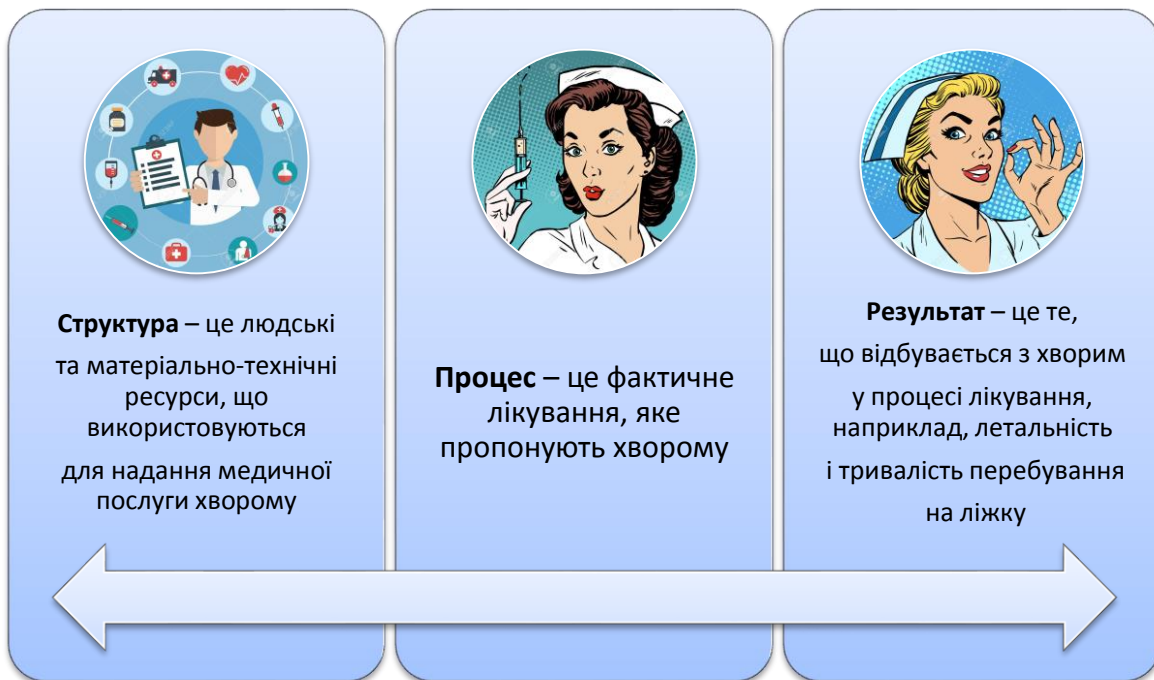 Структура – це людські
та матеріально-технічні
ресурси, що
використовуються
для надання медичної
послуги хворому
Процес – це фактичне
лікування, яке
пропонують хворому
Результат – це те,
що відбувається з хворим
у процесі лікування,
наприклад, летальність
і тривалість перебування
на ліжку